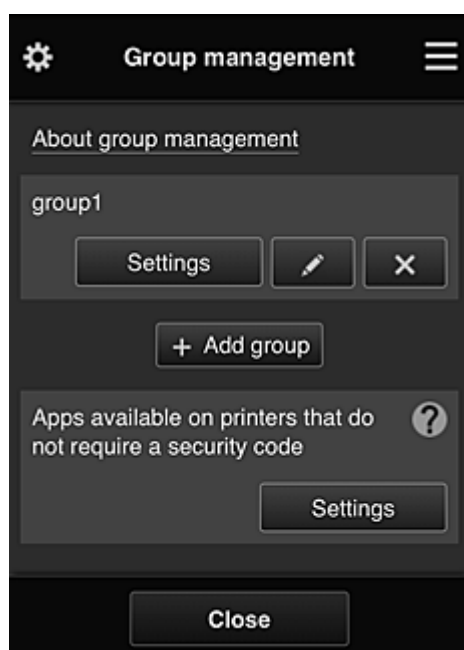 Group management
About group management
group1
Settings
+ Add group
Apps available on printers that do
not require a security code
?
Settings
Close